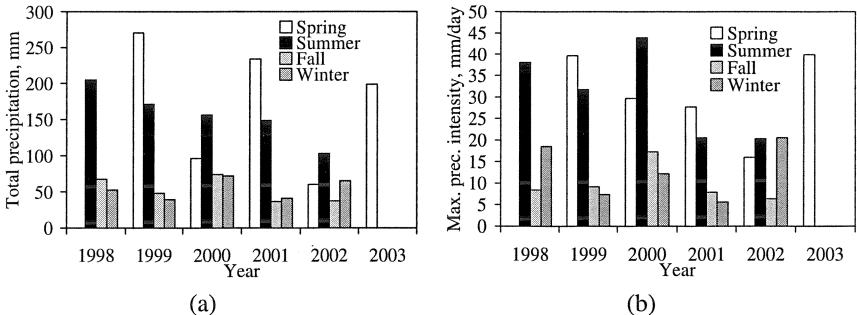 Total precipitation, mm
300
250
200
150
100
50
0
Spring
Summer
Fall
Winter
1998 1999 2000 2001 2002 2003
Year
(a)
Max. prec. intensity, mm/day
50
45
40
35
30
25
20
15
10
5
0
Spring
Summer
Fall
Winter
1998 1999 2000 2001 2002 2003
Year
(b)